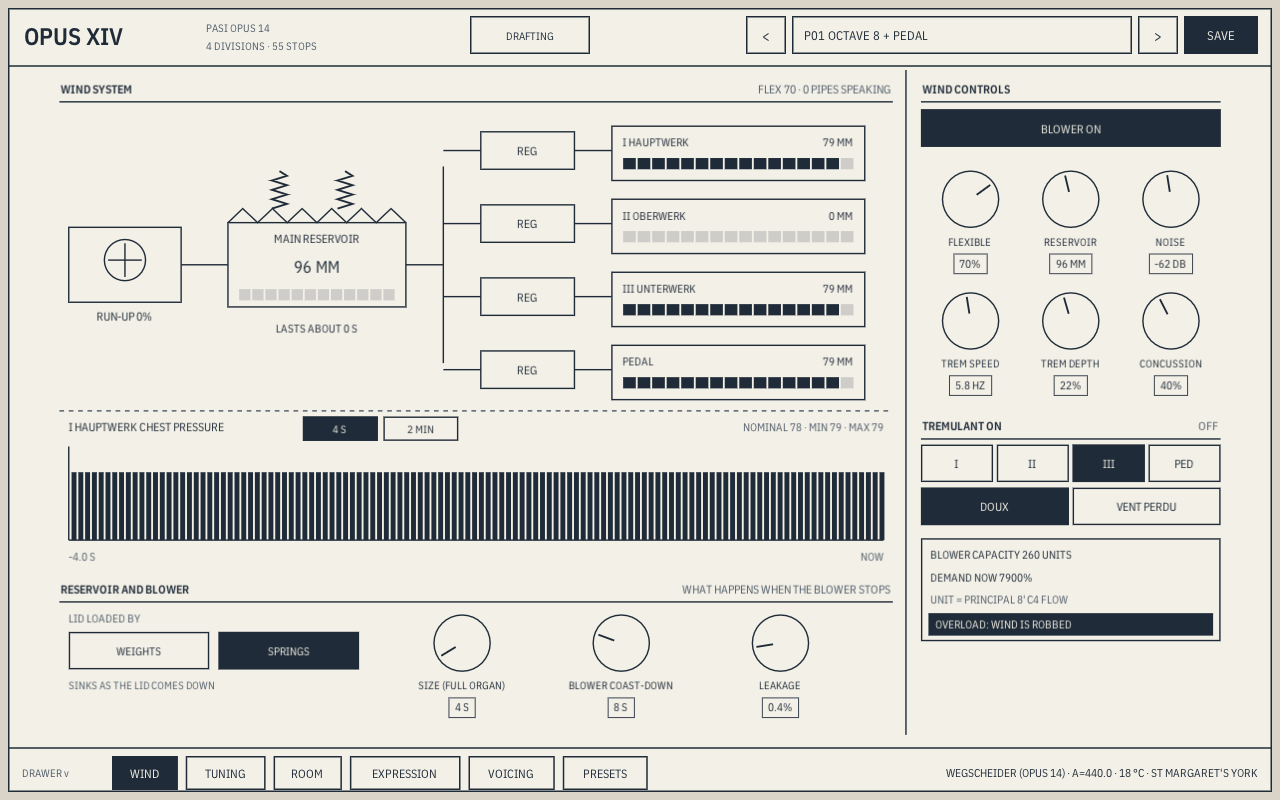 OPUS XIV
PASI OPUS 14
4 DIVISIONS · 55 STOPS
DRAFTING
<
P01 OCTAVE 8 + PEDAL
>
SAVE
WIND SYSTEM
FLEX 70 · 0 PIPES SPEAKING
REG
I HAUPTWERK
79 MM
REG
II OBERWERK
0 MM
MAIN RESERVOIR
96 MM
RUN-UP 0%
LASTS ABOUT 0 S
REG
III UNTERWERK
79 MM
REG
PEDAL
79 MM
I HAUPTWERK CHEST PRESSURE
4 S
2 MIN
NOMINAL 78 · MIN 79 · MAX 79
-4.0 S
NOW
RESERVOIR AND BLOWER
WHAT HAPPENS WHEN THE BLOWER STOPS
LID LOADED BY
WEIGHTS
SPRINGS
SINKS AS THE LID COMES DOWN
SIZE (FULL ORGAN)
4 S
BLOWER COAST-DOWN
8 S
LEAKAGE
0.4%
WIND CONTROLS
BLOWER ON
FLEXIBLE
RESERVOIR
NOISE
70%
96 MM
-62 DB
TREM SPEED
TREM DEPTH
CONCUSSION
5.8 HZ
22%
40%
TREMULANT ON
OFF
I
II
III
PED
DOUX
VENT PERDU
BLOWER CAPACITY 260 UNITS
DEMAND NOW 7900%
UNIT = PRINCIPAL 8' C4 FLOW
OVERLOAD: WIND IS ROBBED
DRAWER v
WIND
TUNING
ROOM
EXPRESSION
VOICING
PRESETS
WEGSCHEIDER (OPUS 14) · A=440.0 · 18 °C · ST MARGARET'S YORK